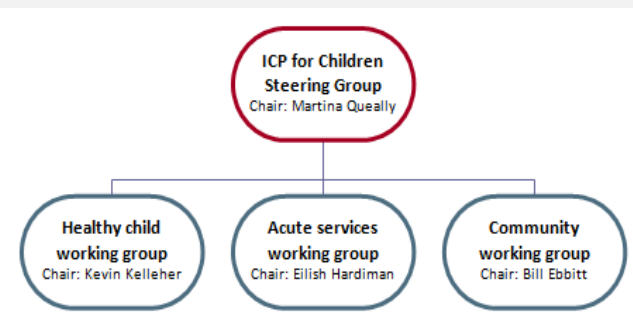 ICP for Children
Steering Group
Chair: Martina Queally
Healthy child
working group
Chair: Kevin Kelleher
Acute services
working group
Chair: Eilish Hardiman
Community
working group
Chair: Bill Ebbitt